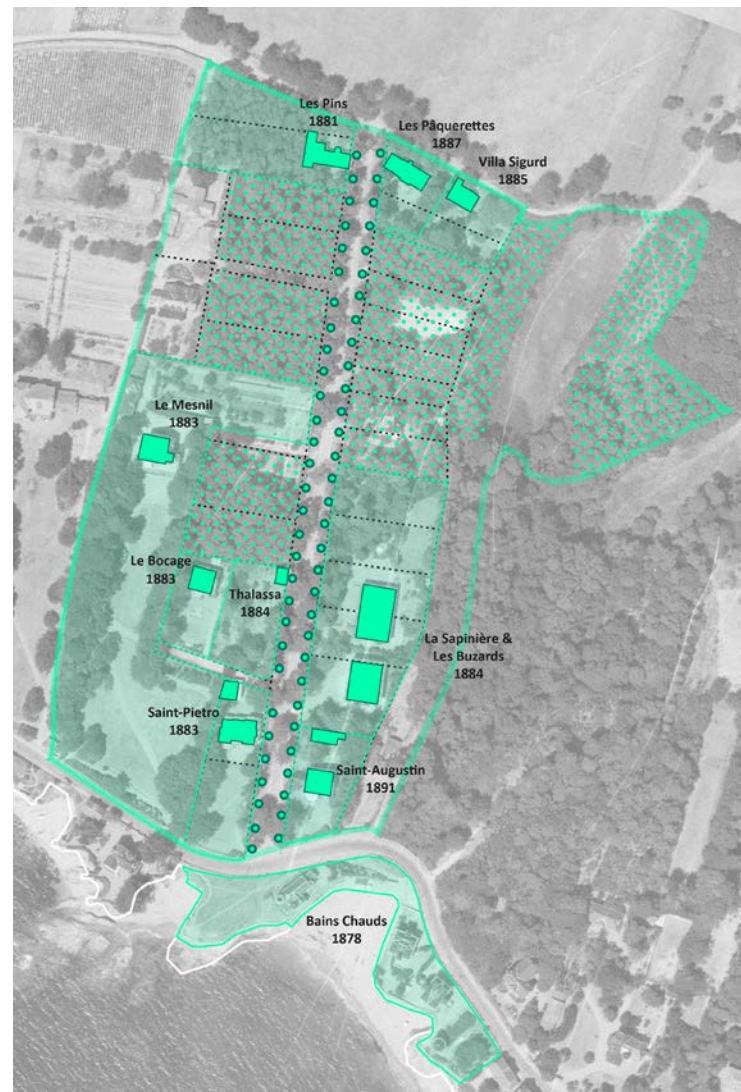 Les Pins
1881
Les Pâquerettes
1887
Villa Sigurd
1885
Le Mesnil
1883
Le Bocage
1883
Thalassa
1884
La Sapinière &
Les Buzards
1884
Saint-Pietro
1883
Saint-Augustin
1891
Bains Chauds
1878